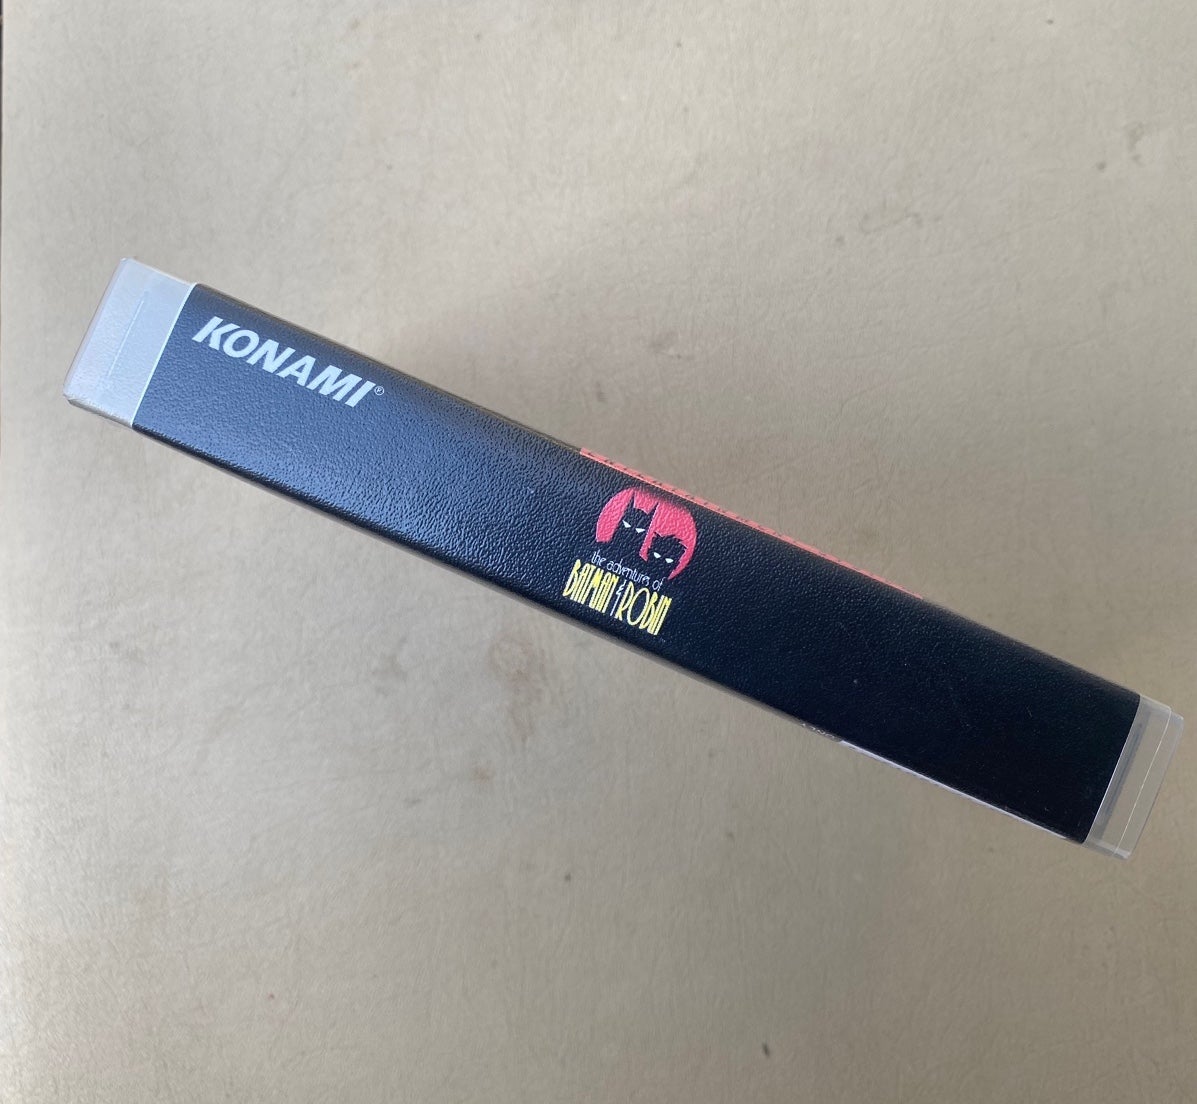 KONAMI®
the adventures of
BATMAN & ROBIN